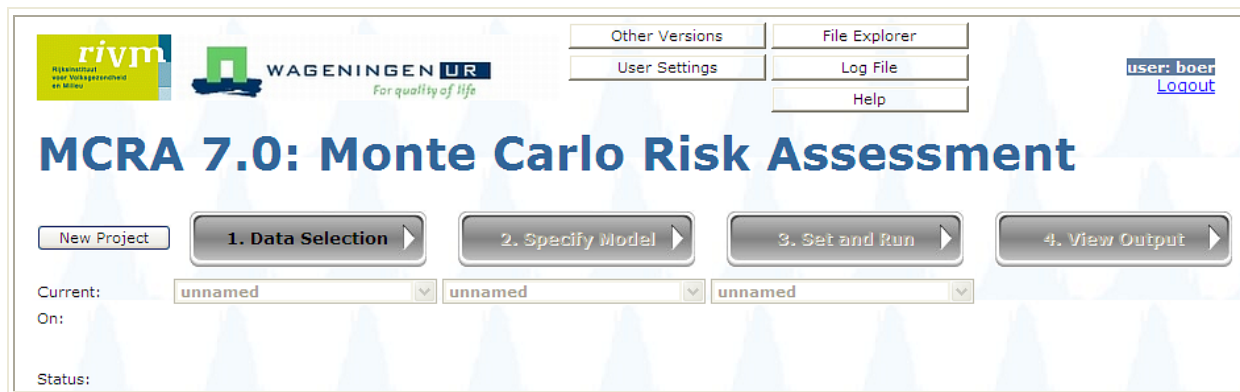 Other Versions
File Explorer
User Settings
Log File
Help
rivm
Rijksinstituut
voor Volksgezondheid
en Milieu
WAGENINGEN UR
For quality of life
user: boer
Logout
MCRA 7.0: Monte Carlo Risk Assessment
New Project
1. Data Selection
2. Specify Model
3. Set and Run
4. View Output
Current: unnamed unnamed unnamed
On:
Status: